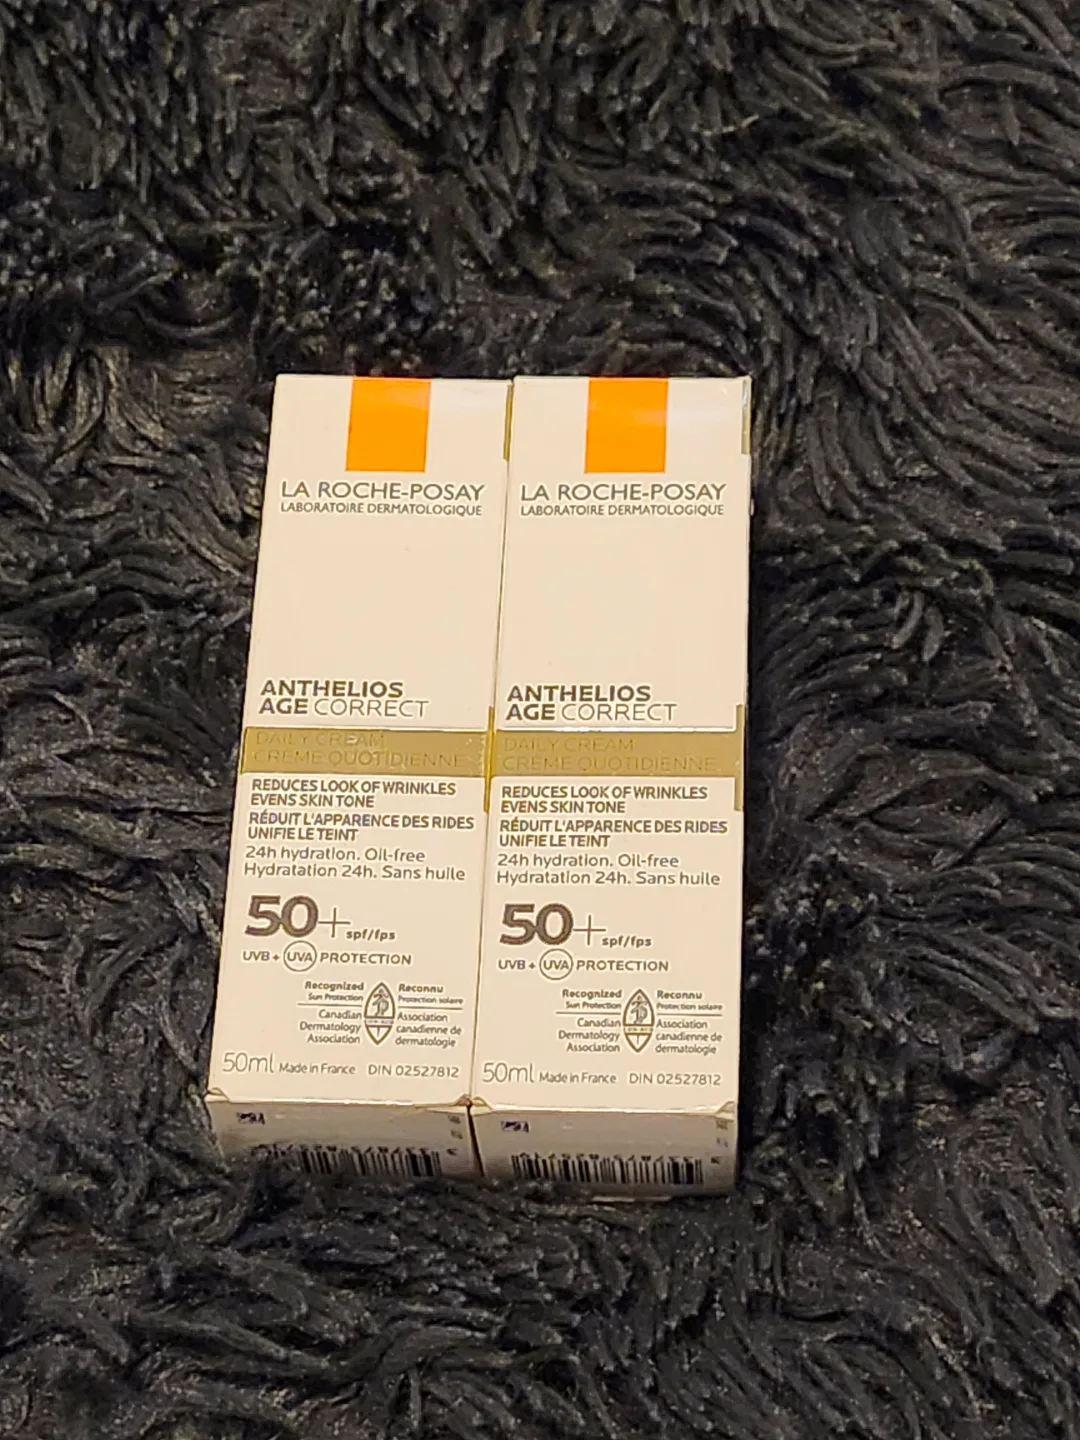 LA ROCHE-POSAY
LABORATOIRE DERMATOLOGIQUE
ANTHELIOS
AGE CORRECT
DAILY CREAM
CRÈME QUOTIDIENNE
REDUCES LOOK OF WRINKLES
EVENS SKIN TONE
RÉDUIT L'APPARENCE DES RIDES
UNIFIE LE TEINT
24h hydration. Oil-free
Hydratation 24h. Sans huile
50+ spf/fps
UVB + UVA PROTECTION
Recognized Reconnu
Sun Protection Protection solaire
Canadian Association
Dermatology canadienne de
Association dermatologie
50ml Made in France DIN 02527812
LA ROCHE-POSAY
LABORATOIRE DERMATOLOGIQUE
ANTHELIOS
AGE CORRECT
DAILY CREAM
CRÈME QUOTIDIENNE
REDUCES LOOK OF WRINKLES
EVENS SKIN TONE
RÉDUIT L'APPARENCE DES RIDES
UNIFIE LE TEINT
24h hydration. Oil-free
Hydratation 24h. Sans huile
50+ spf/fps
UVB + UVA PROTECTION
Recognized Reconnu
Sun Protection Protection solaire
Canadian Association
Dermatology canadienne de
Association dermatologie
50ml Made in France DIN 02527812